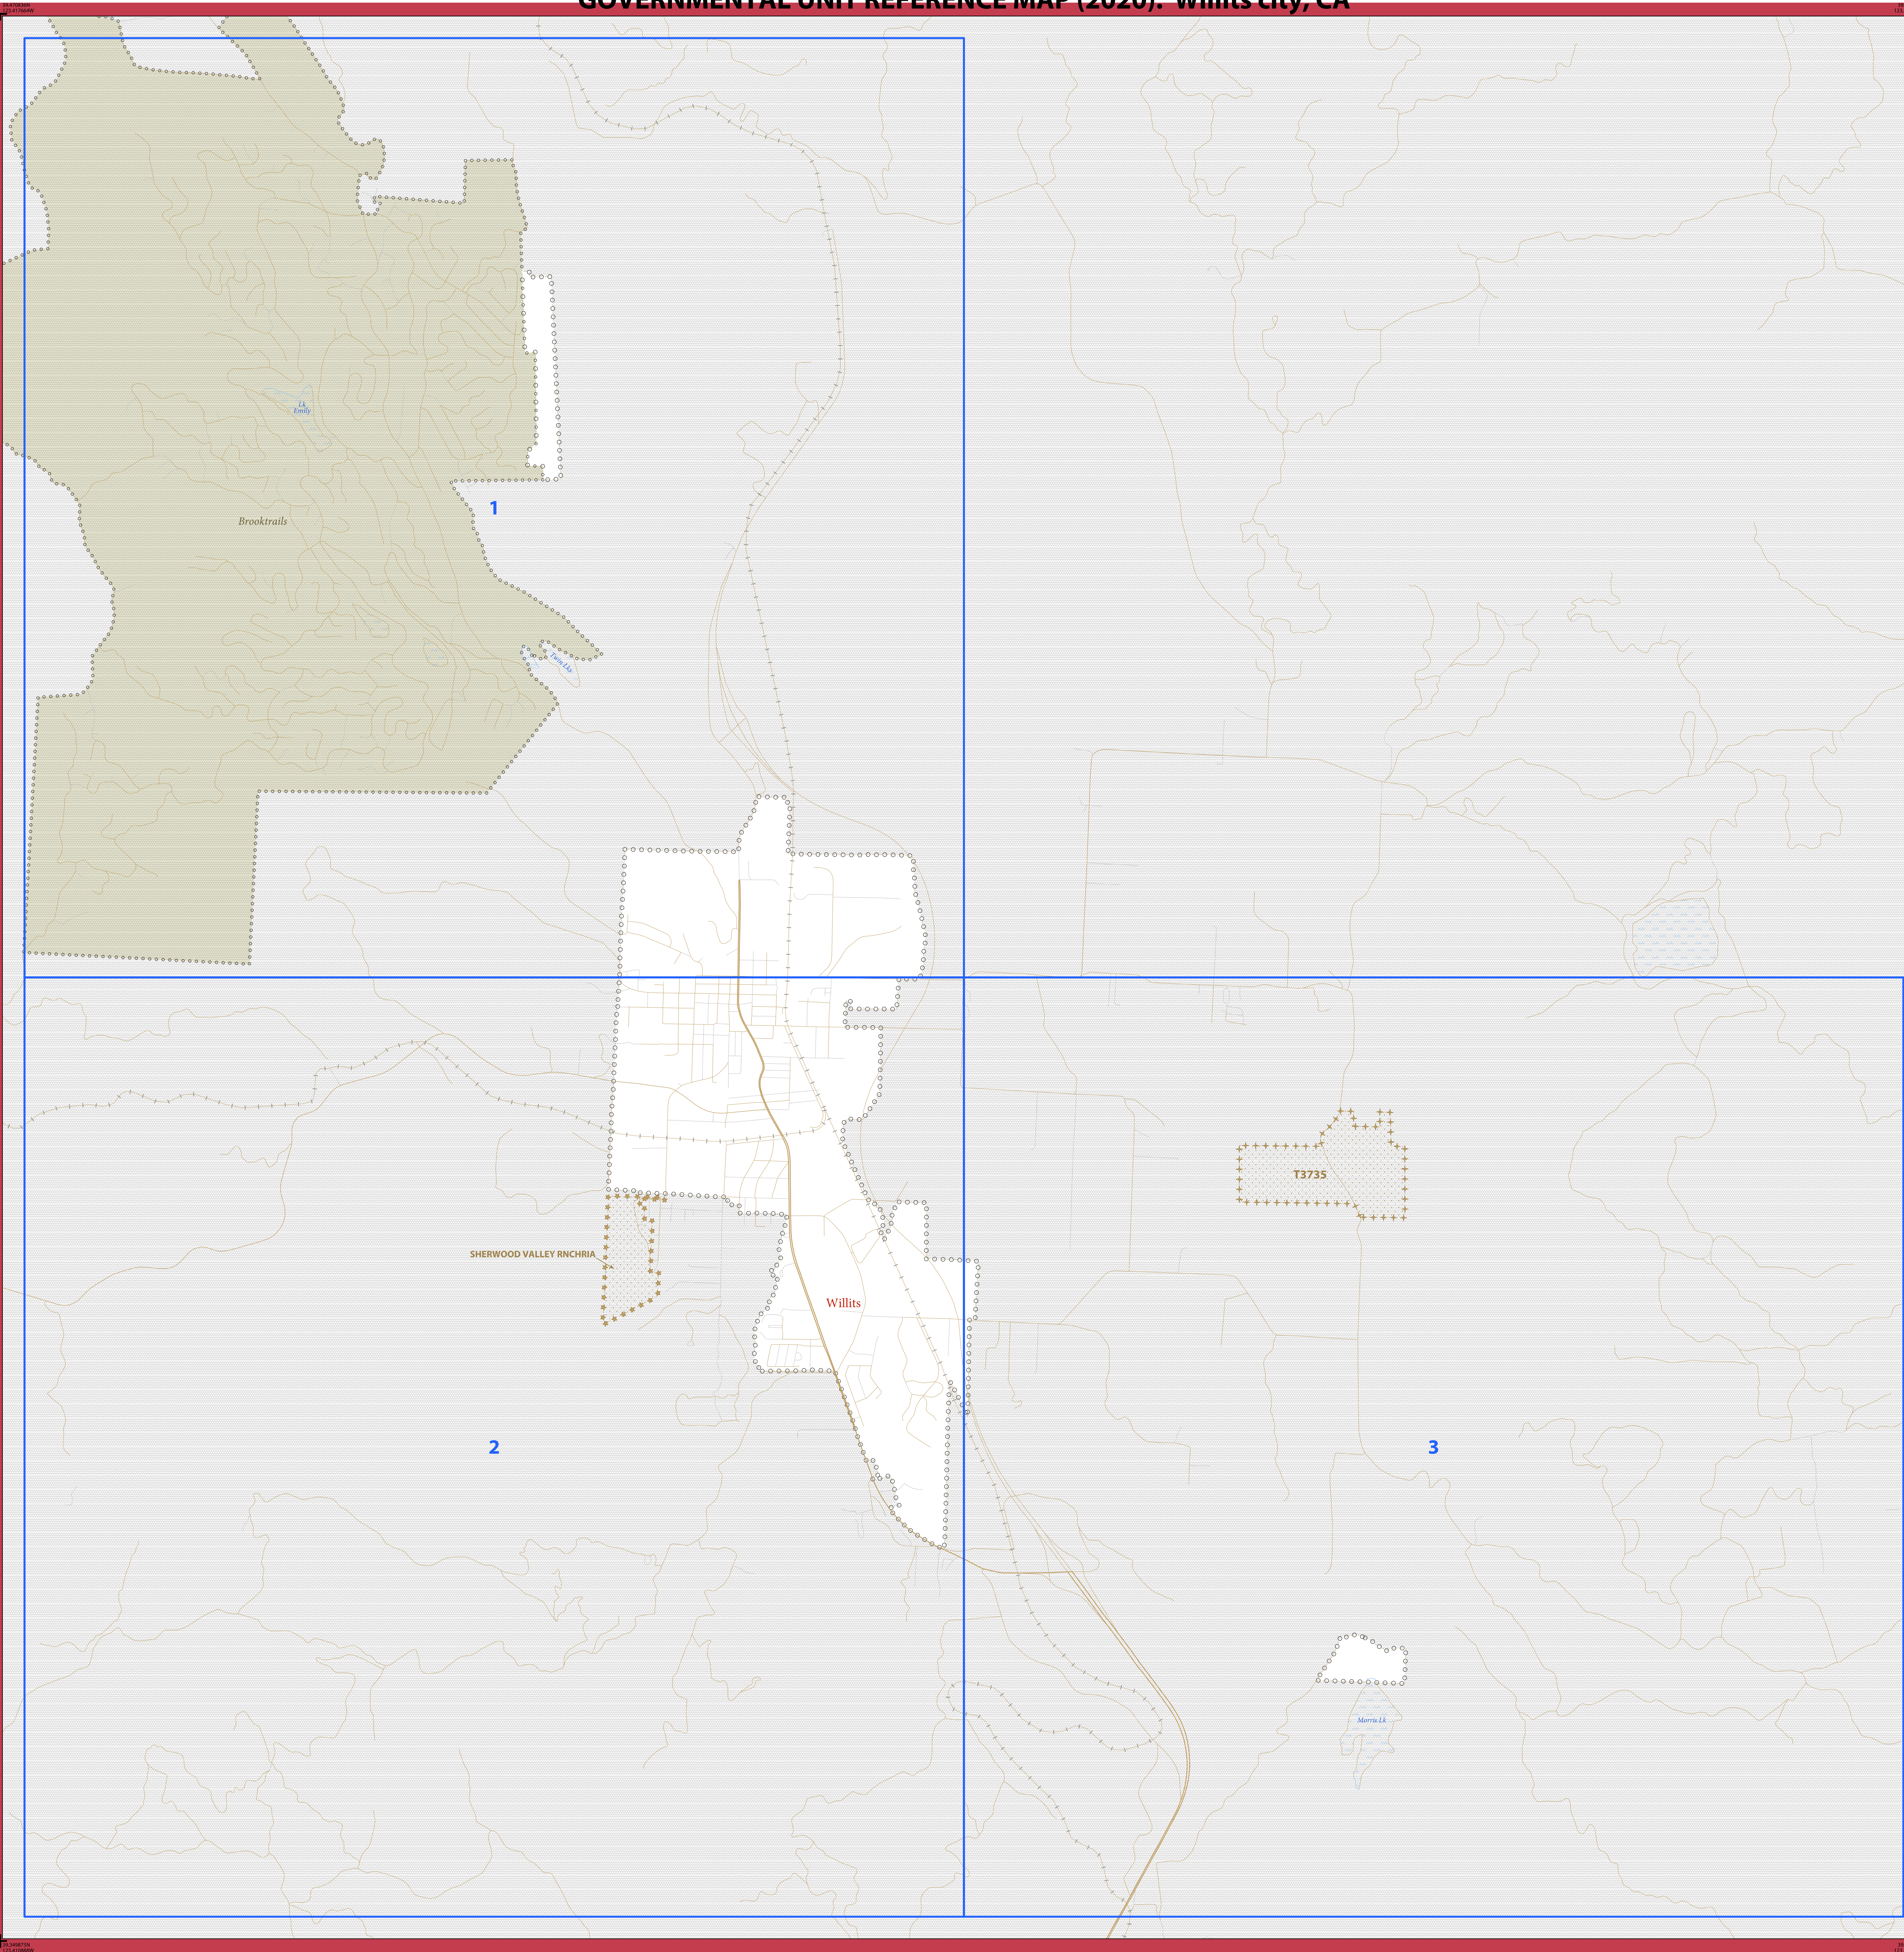 GOVERNMENTAL UNIT REFERENCE MAP (2020): Willits city, CA
Lk
Emily
1
Brooktrails
Twin Lks
T3735
SHERWOOD VALLEY RNCHRIA
Willits
2
3
Morris Lk